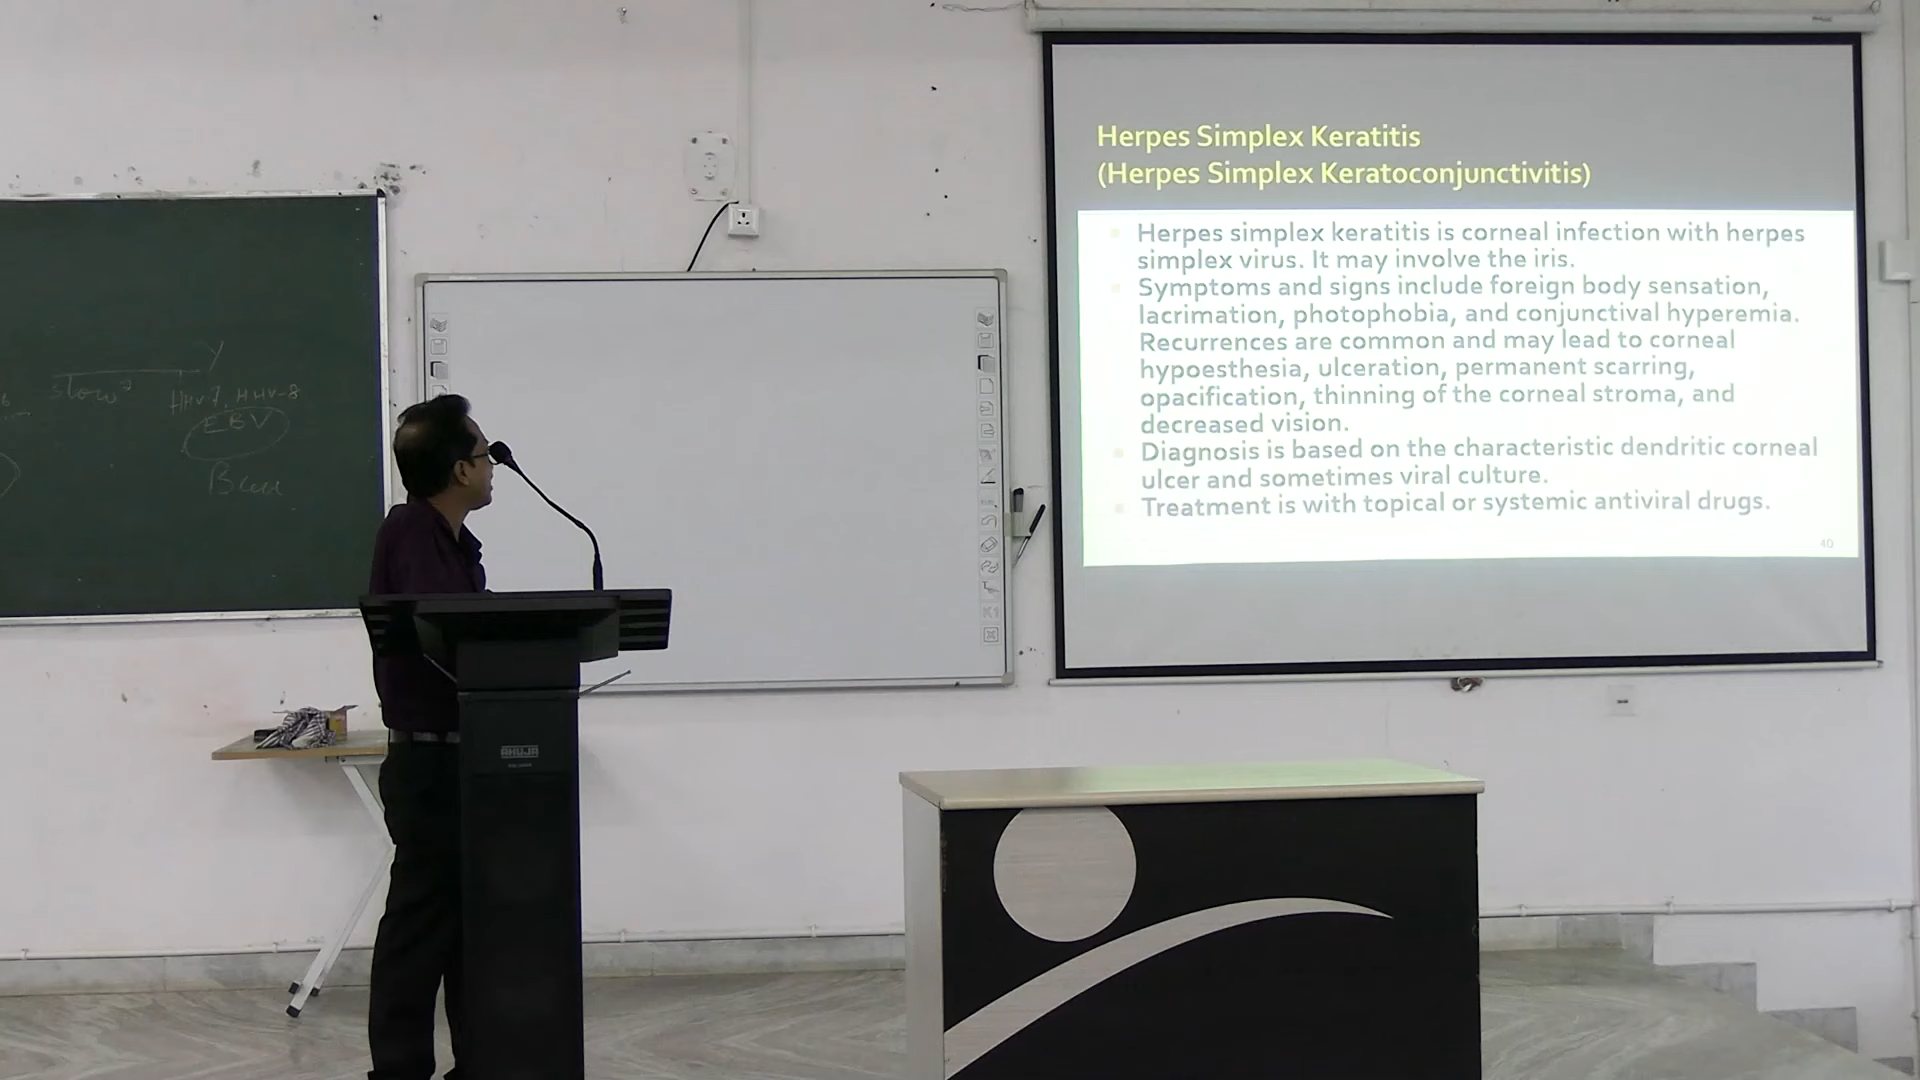 Herpes Simplex Keratitis
(Herpes Simplex Keratoconjunctivitis)
Herpes simplex keratitis is corneal infection with herpes
simplex virus. It may involve the iris.
Symptoms and signs include foreign body sensation,
lacrimation, photophobia, and conjunctival hyperemia.
Recurrences are common and may lead to corneal
hypoesthesia, ulceration, permanent scarring,
opacification, thinning of the corneal stroma, and
decreased vision.
Diagnosis is based on the characteristic dendritic corneal
ulcer and sometimes viral culture.
Treatment is with topical or systemic antiviral drugs.
40
γ
slow
HHV-7, HHV-8
EBV
B cell
AHUJA